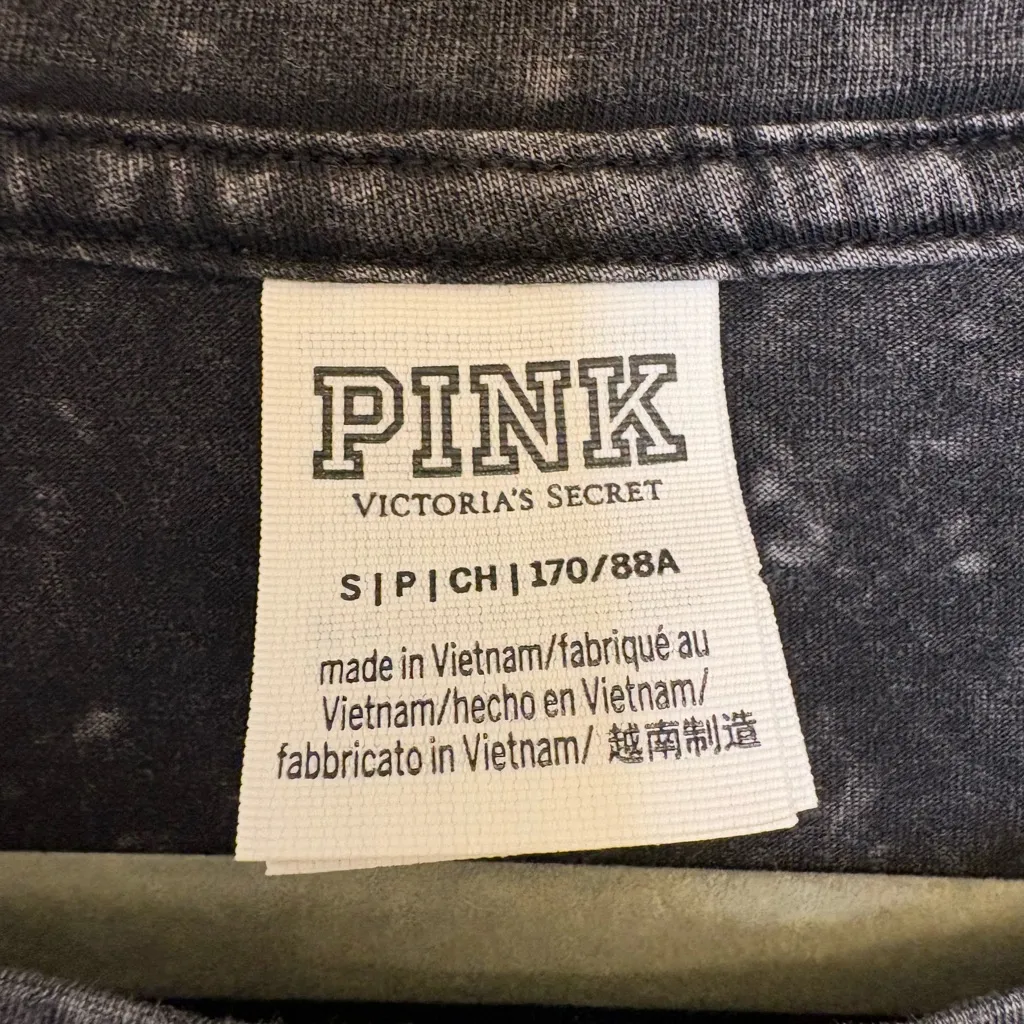 PINK
VICTORIA'S SECRET
S | P | CH | 170/88A
made in Vietnam/fabriqué au
Vietnam/hecho en Vietnam/
fabbricato in Vietnam/ 越南制造